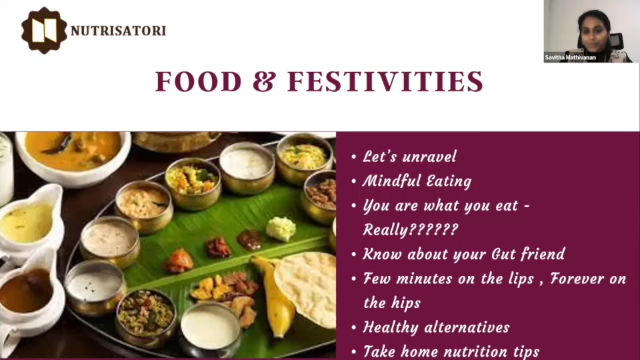 NUTRISATORI
Savitha Mathivanan
FOOD & FESTIVITIES
• Let's unravel
• Mindful Eating
• You are what you eat -
Really??????
• Know about your Gut friend
• Few minutes on the lips , Forever on
the hips
• Healthy alternatives
• Take home nutrition tips